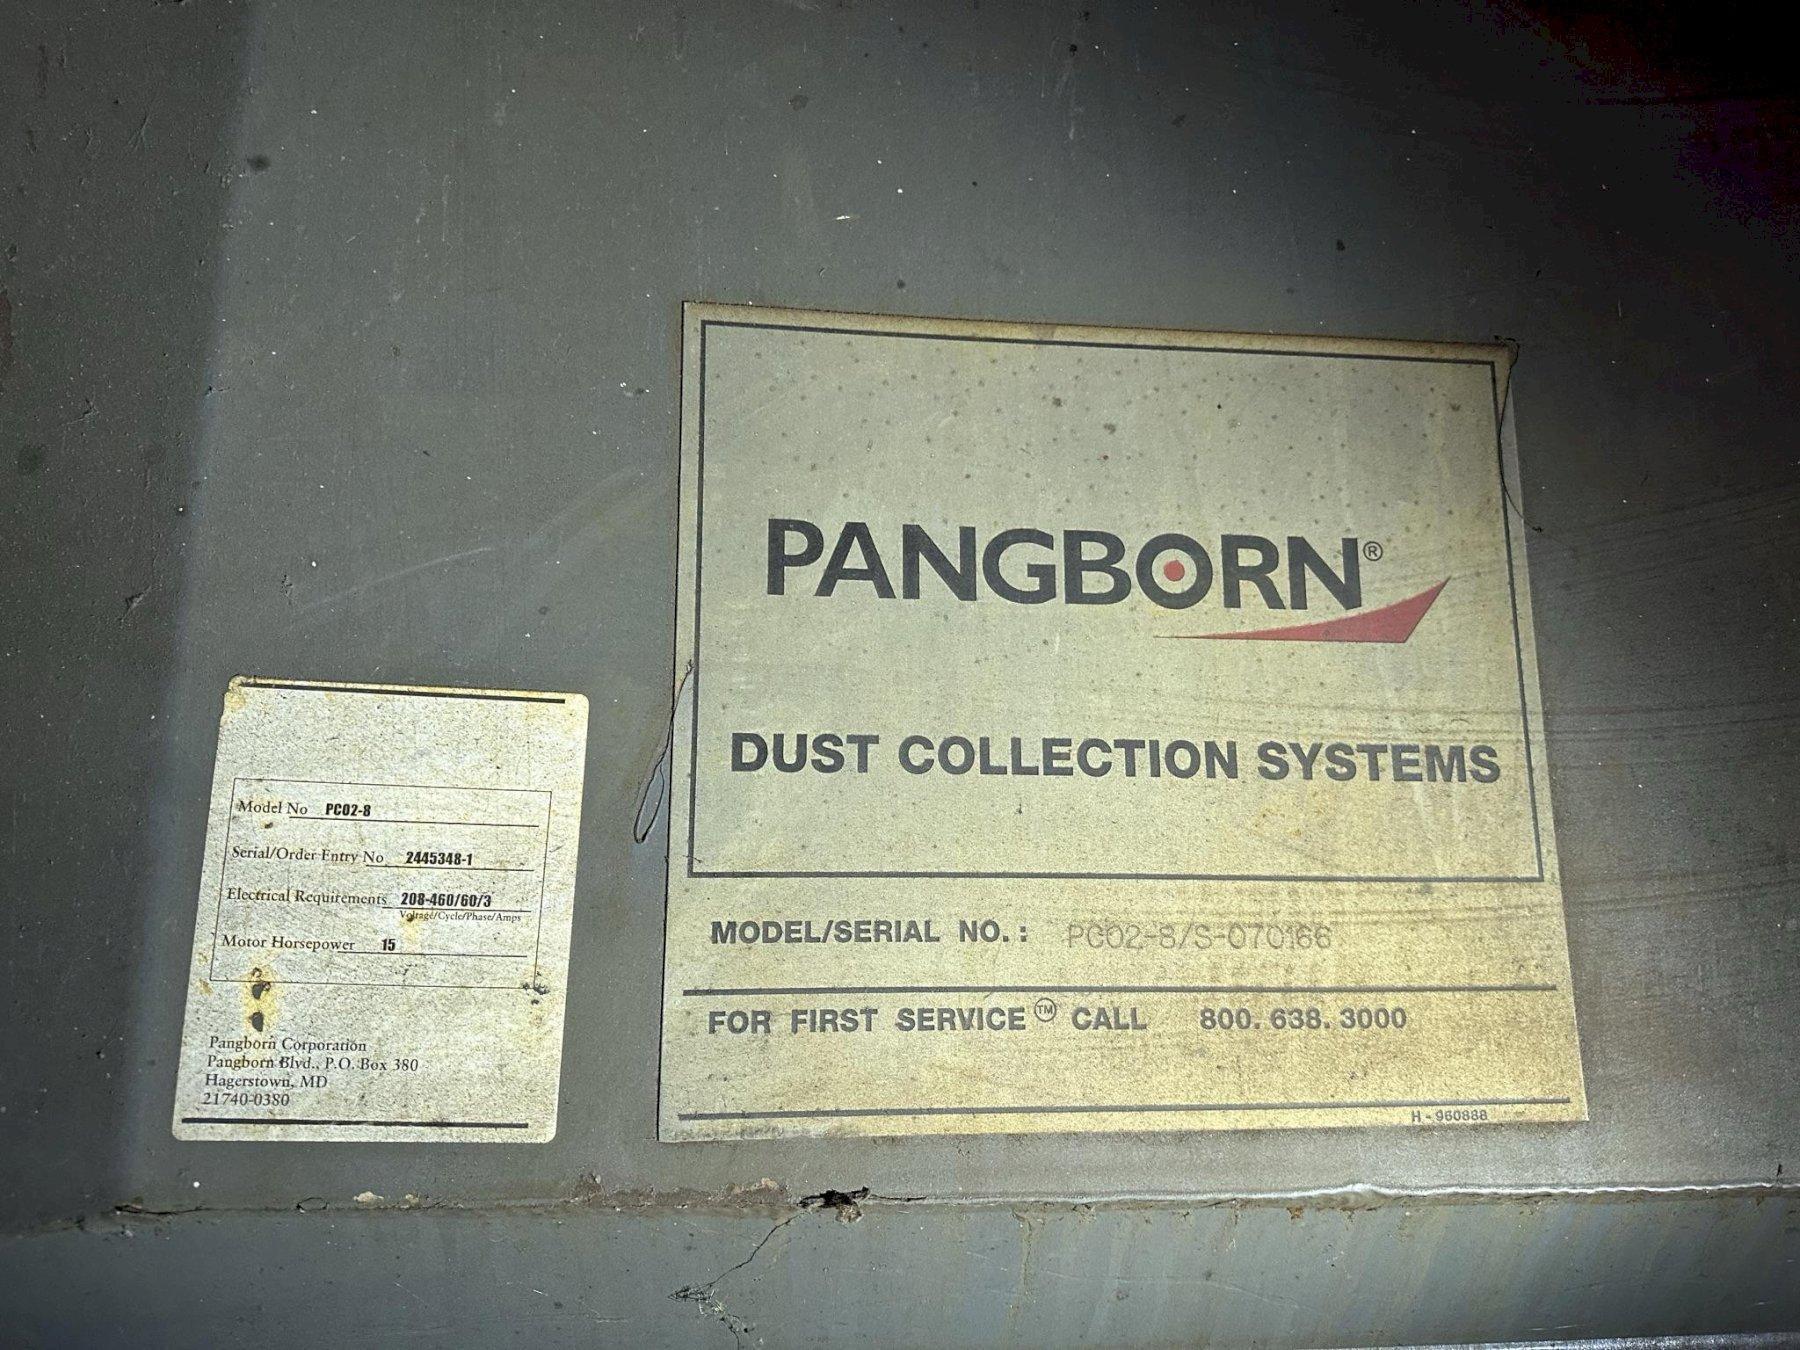 Model No PC02-8
Serial/Order Entry No 2445348-1
Electrical Requirements 208-460/60/3
Voltage/Cycle/Phase/Amps
Motor Horsepower 15
Pangborn Corporation
Pangborn Blvd., P.O. Box 380
Hagerstown, MD
21740-0380
PANGBORN®
DUST COLLECTION SYSTEMS
MODEL/SERIAL NO.: PC02-8/S-070166
FOR FIRST SERVICE™ CALL 800. 638. 3000
H - 960888